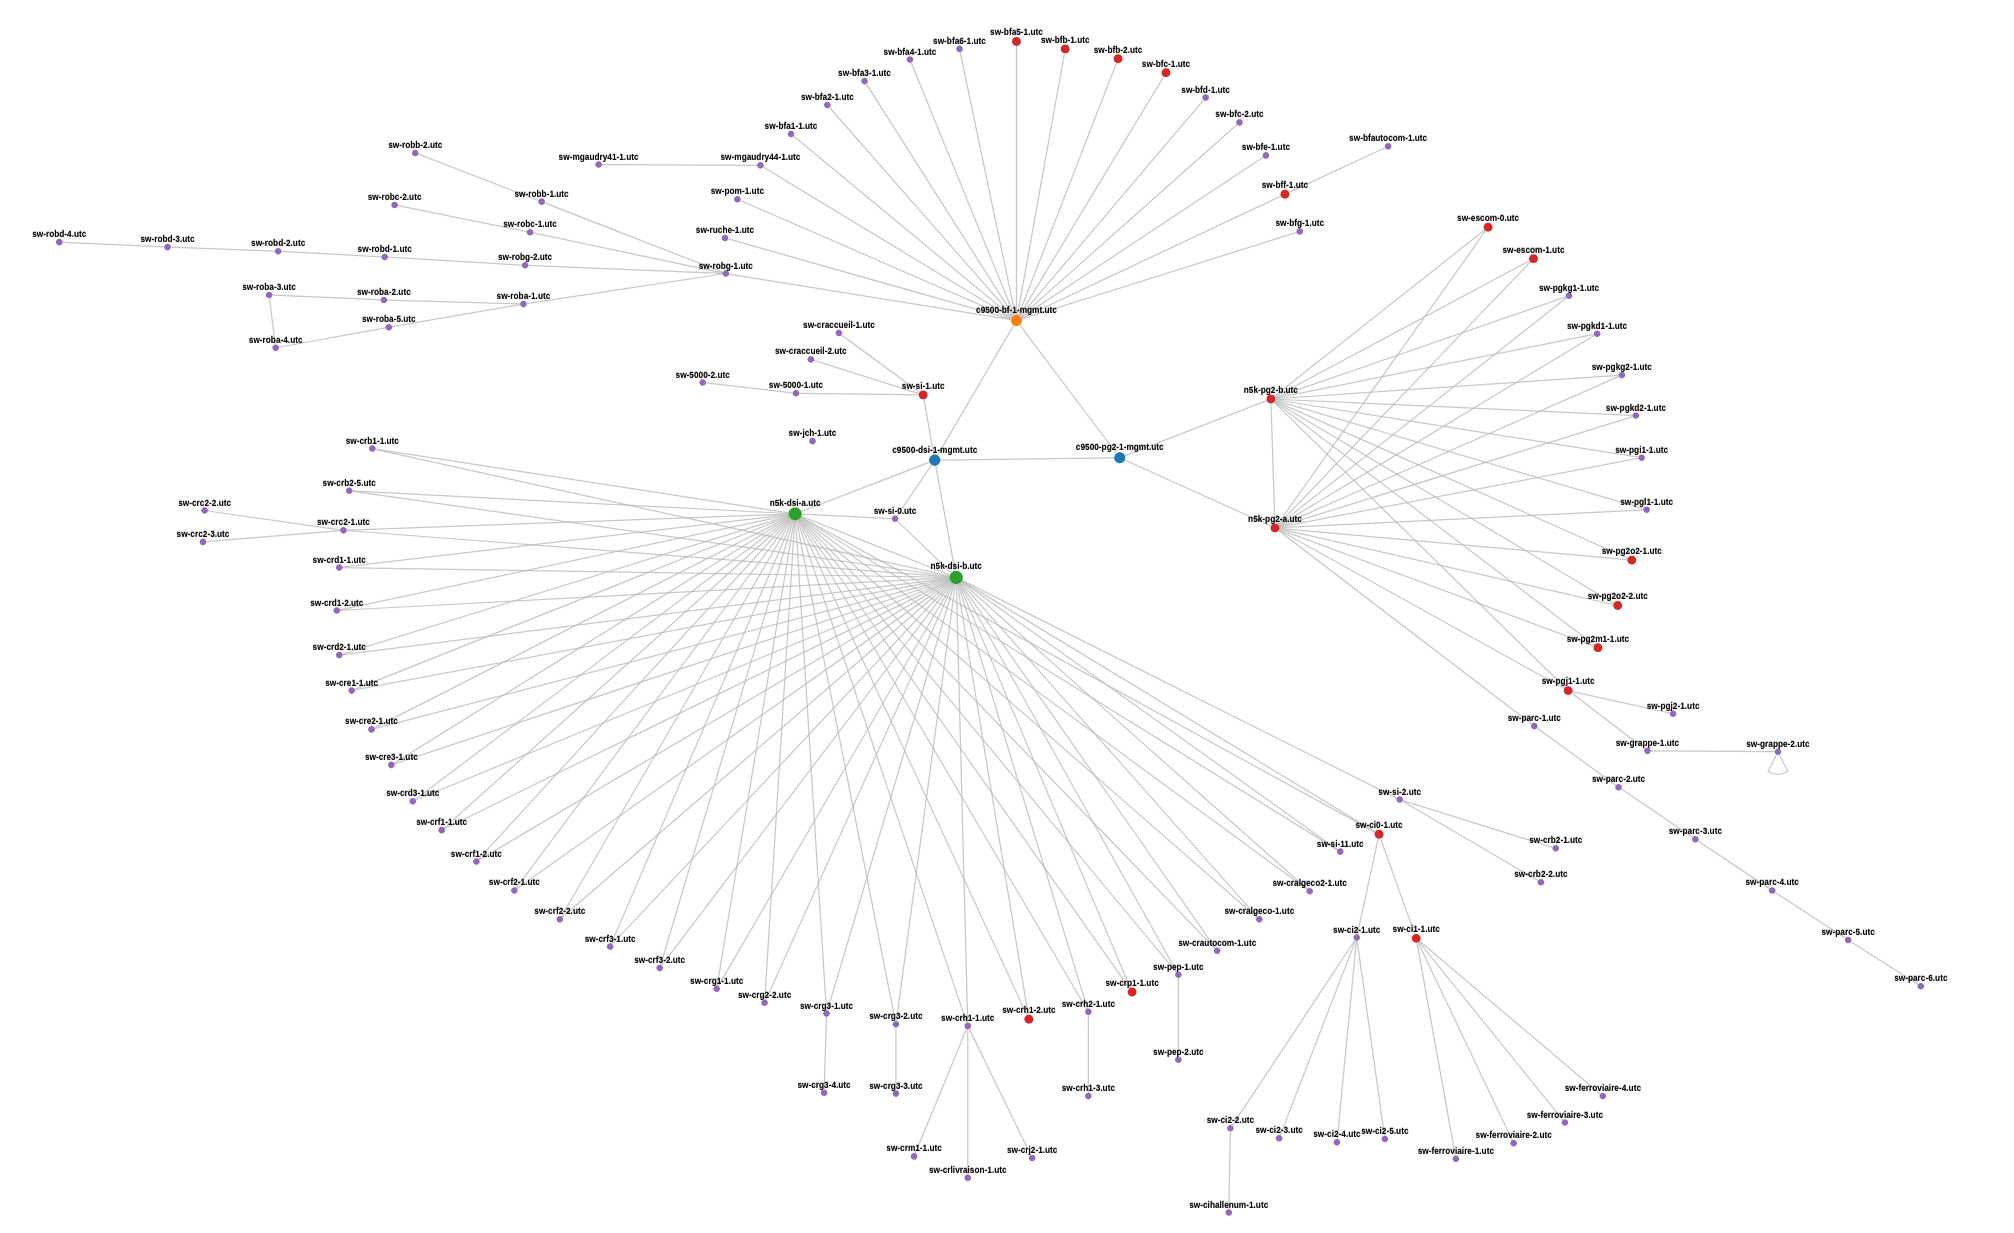 sw-bfa5-1.utc
sw-bfa6-1.utc
sw-bfb-1.utc
sw-bfa4-1.utc
sw-bfb-2.utc
sw-bfc-1.utc
sw-bfa3-1.utc
sw-bfd-1.utc
sw-bfa2-1.utc
sw-bfc-2.utc
sw-bfa1-1.utc
sw-bfautocom-1.utc
sw-robb-2.utc
sw-bfe-1.utc
sw-mgaudry41-1.utc
sw-mgaudry44-1.utc
sw-bff-1.utc
sw-pom-1.utc
sw-robb-1.utc
sw-robc-2.utc
sw-escom-0.utc
sw-robc-1.utc
sw-bfg-1.utc
sw-ruche-1.utc
sw-robd-4.utc
sw-robd-3.utc
sw-robd-2.utc
sw-robd-1.utc
sw-escom-1.utc
sw-robg-2.utc
sw-robg-1.utc
sw-roba-3.utc
sw-roba-2.utc
sw-roba-1.utc
sw-pgkg1-1.utc
c9500-bf-1-mgmt.utc
sw-roba-5.utc
sw-craccueil-1.utc
sw-pgkd1-1.utc
sw-roba-4.utc
sw-craccueil-2.utc
sw-pgkg2-1.utc
sw-5000-2.utc
sw-5000-1.utc
sw-si-1.utc
n5k-pg2-b.utc
sw-pgkd2-1.utc
sw-jch-1.utc
sw-crb1-1.utc
c9500-dsi-1-mgmt.utc
c9500-pg2-1-mgmt.utc
sw-pgi1-1.utc
sw-crb2-5.utc
sw-crc2-2.utc
n5k-dsi-a.utc
sw-pgl1-1.utc
sw-si-0.utc
sw-crc2-1.utc
n5k-pg2-a.utc
sw-crc2-3.utc
sw-pg2o2-1.utc
sw-crd1-1.utc
n5k-dsi-b.utc
sw-pg2o2-2.utc
sw-crd1-2.utc
sw-pg2m1-1.utc
sw-crd2-1.utc
sw-cre1-1.utc
sw-pgj1-1.utc
sw-pgj2-1.utc
sw-cre2-1.utc
sw-parc-1.utc
sw-grappe-1.utc
sw-grappe-2.utc
sw-cre3-1.utc
sw-parc-2.utc
sw-crd3-1.utc
sw-si-2.utc
sw-crf1-1.utc
sw-ci0-1.utc
sw-parc-3.utc
sw-crb2-1.utc
sw-si-11.utc
sw-crf1-2.utc
sw-crb2-2.utc
sw-crf2-1.utc
sw-cralgeco2-1.utc
sw-parc-4.utc
sw-crf2-2.utc
sw-cralgeco-1.utc
sw-ci2-1.utc
sw-ci1-1.utc
sw-parc-5.utc
sw-crf3-1.utc
sw-crautocom-1.utc
sw-crf3-2.utc
sw-pep-1.utc
sw-parc-6.utc
sw-crg1-1.utc
sw-crp1-1.utc
sw-crg2-2.utc
sw-crg3-1.utc
sw-crh2-1.utc
sw-crh1-2.utc
sw-crg3-2.utc
sw-crh1-1.utc
sw-pep-2.utc
sw-crg3-4.utc
sw-crg3-3.utc
sw-crh1-3.utc
sw-ferroviaire-4.utc
sw-ferroviaire-3.utc
sw-ci2-2.utc
sw-ci2-3.utc
sw-ci2-4.utc
sw-ci2-5.utc
sw-ferroviaire-2.utc
sw-crm1-1.utc
sw-crj2-1.utc
sw-ferroviaire-1.utc
sw-crlivraison-1.utc
sw-cihallenum-1.utc